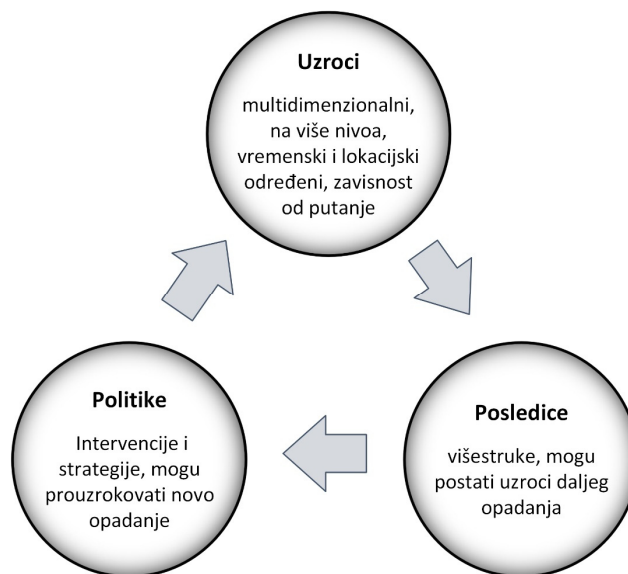 Uzroci
multidimenzionalni,
na više nivoa,
vremenski i lokacijski
određeni, zavisnost
od putanje
Politike
Intervencije i
strategije, mogu
prouzrokovati novo
opadanje
Posledice
višestruke, mogu
postati uzroci daljeg
opadanja